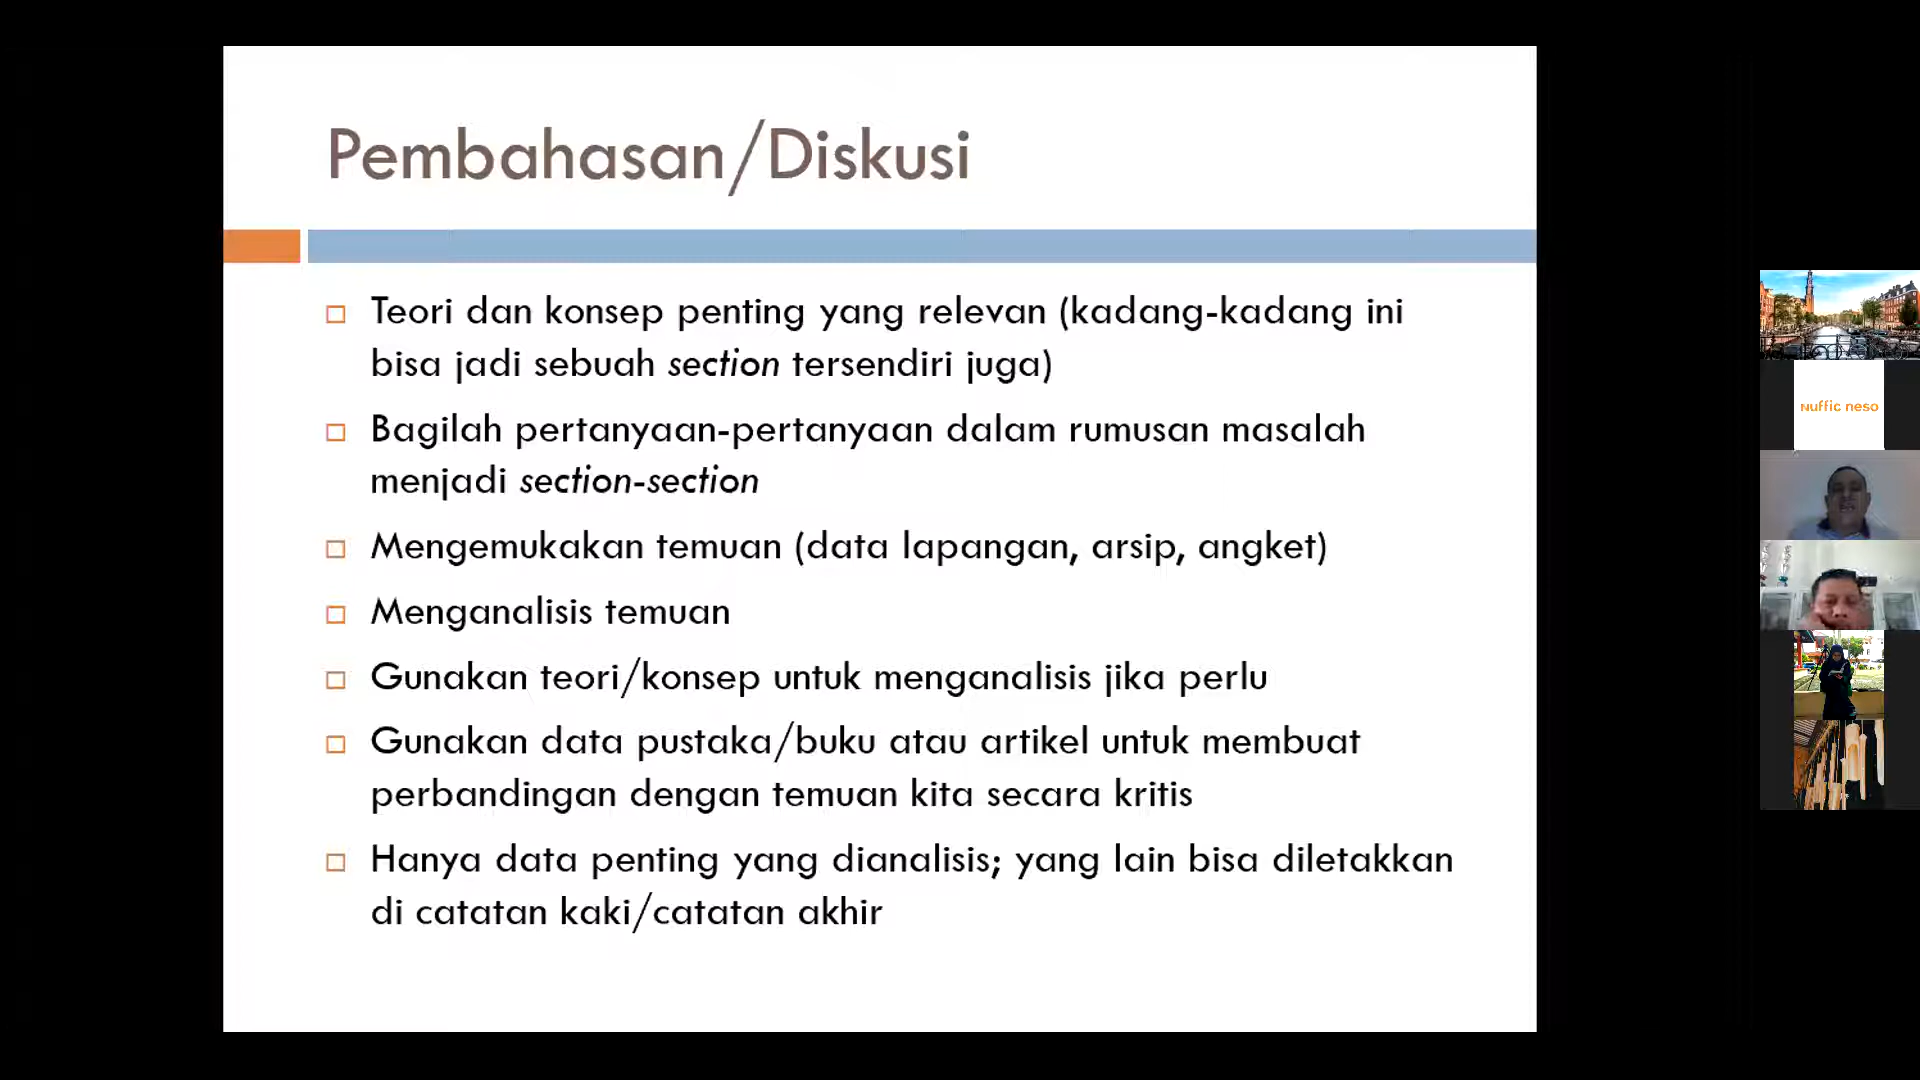 Pembahasan/Diskusi
Teori dan konsep penting yang relevan (kadang-kadang ini
bisa jadi sebuah section tersendiri juga)
Bagilah pertanyaan-pertanyaan dalam rumusan masalah
menjadi section-section
Mengemukakan temuan (data lapangan, arsip, angket)
Menganalisis temuan
Gunakan teori/konsep untuk menganalisis jika perlu
Gunakan data pustaka/buku atau artikel untuk membuat
perbandingan dengan temuan kita secara kritis
Hanya data penting yang dianalisis; yang lain bisa diletakkan
di catatan kaki/catatan akhir
Nuffic neso